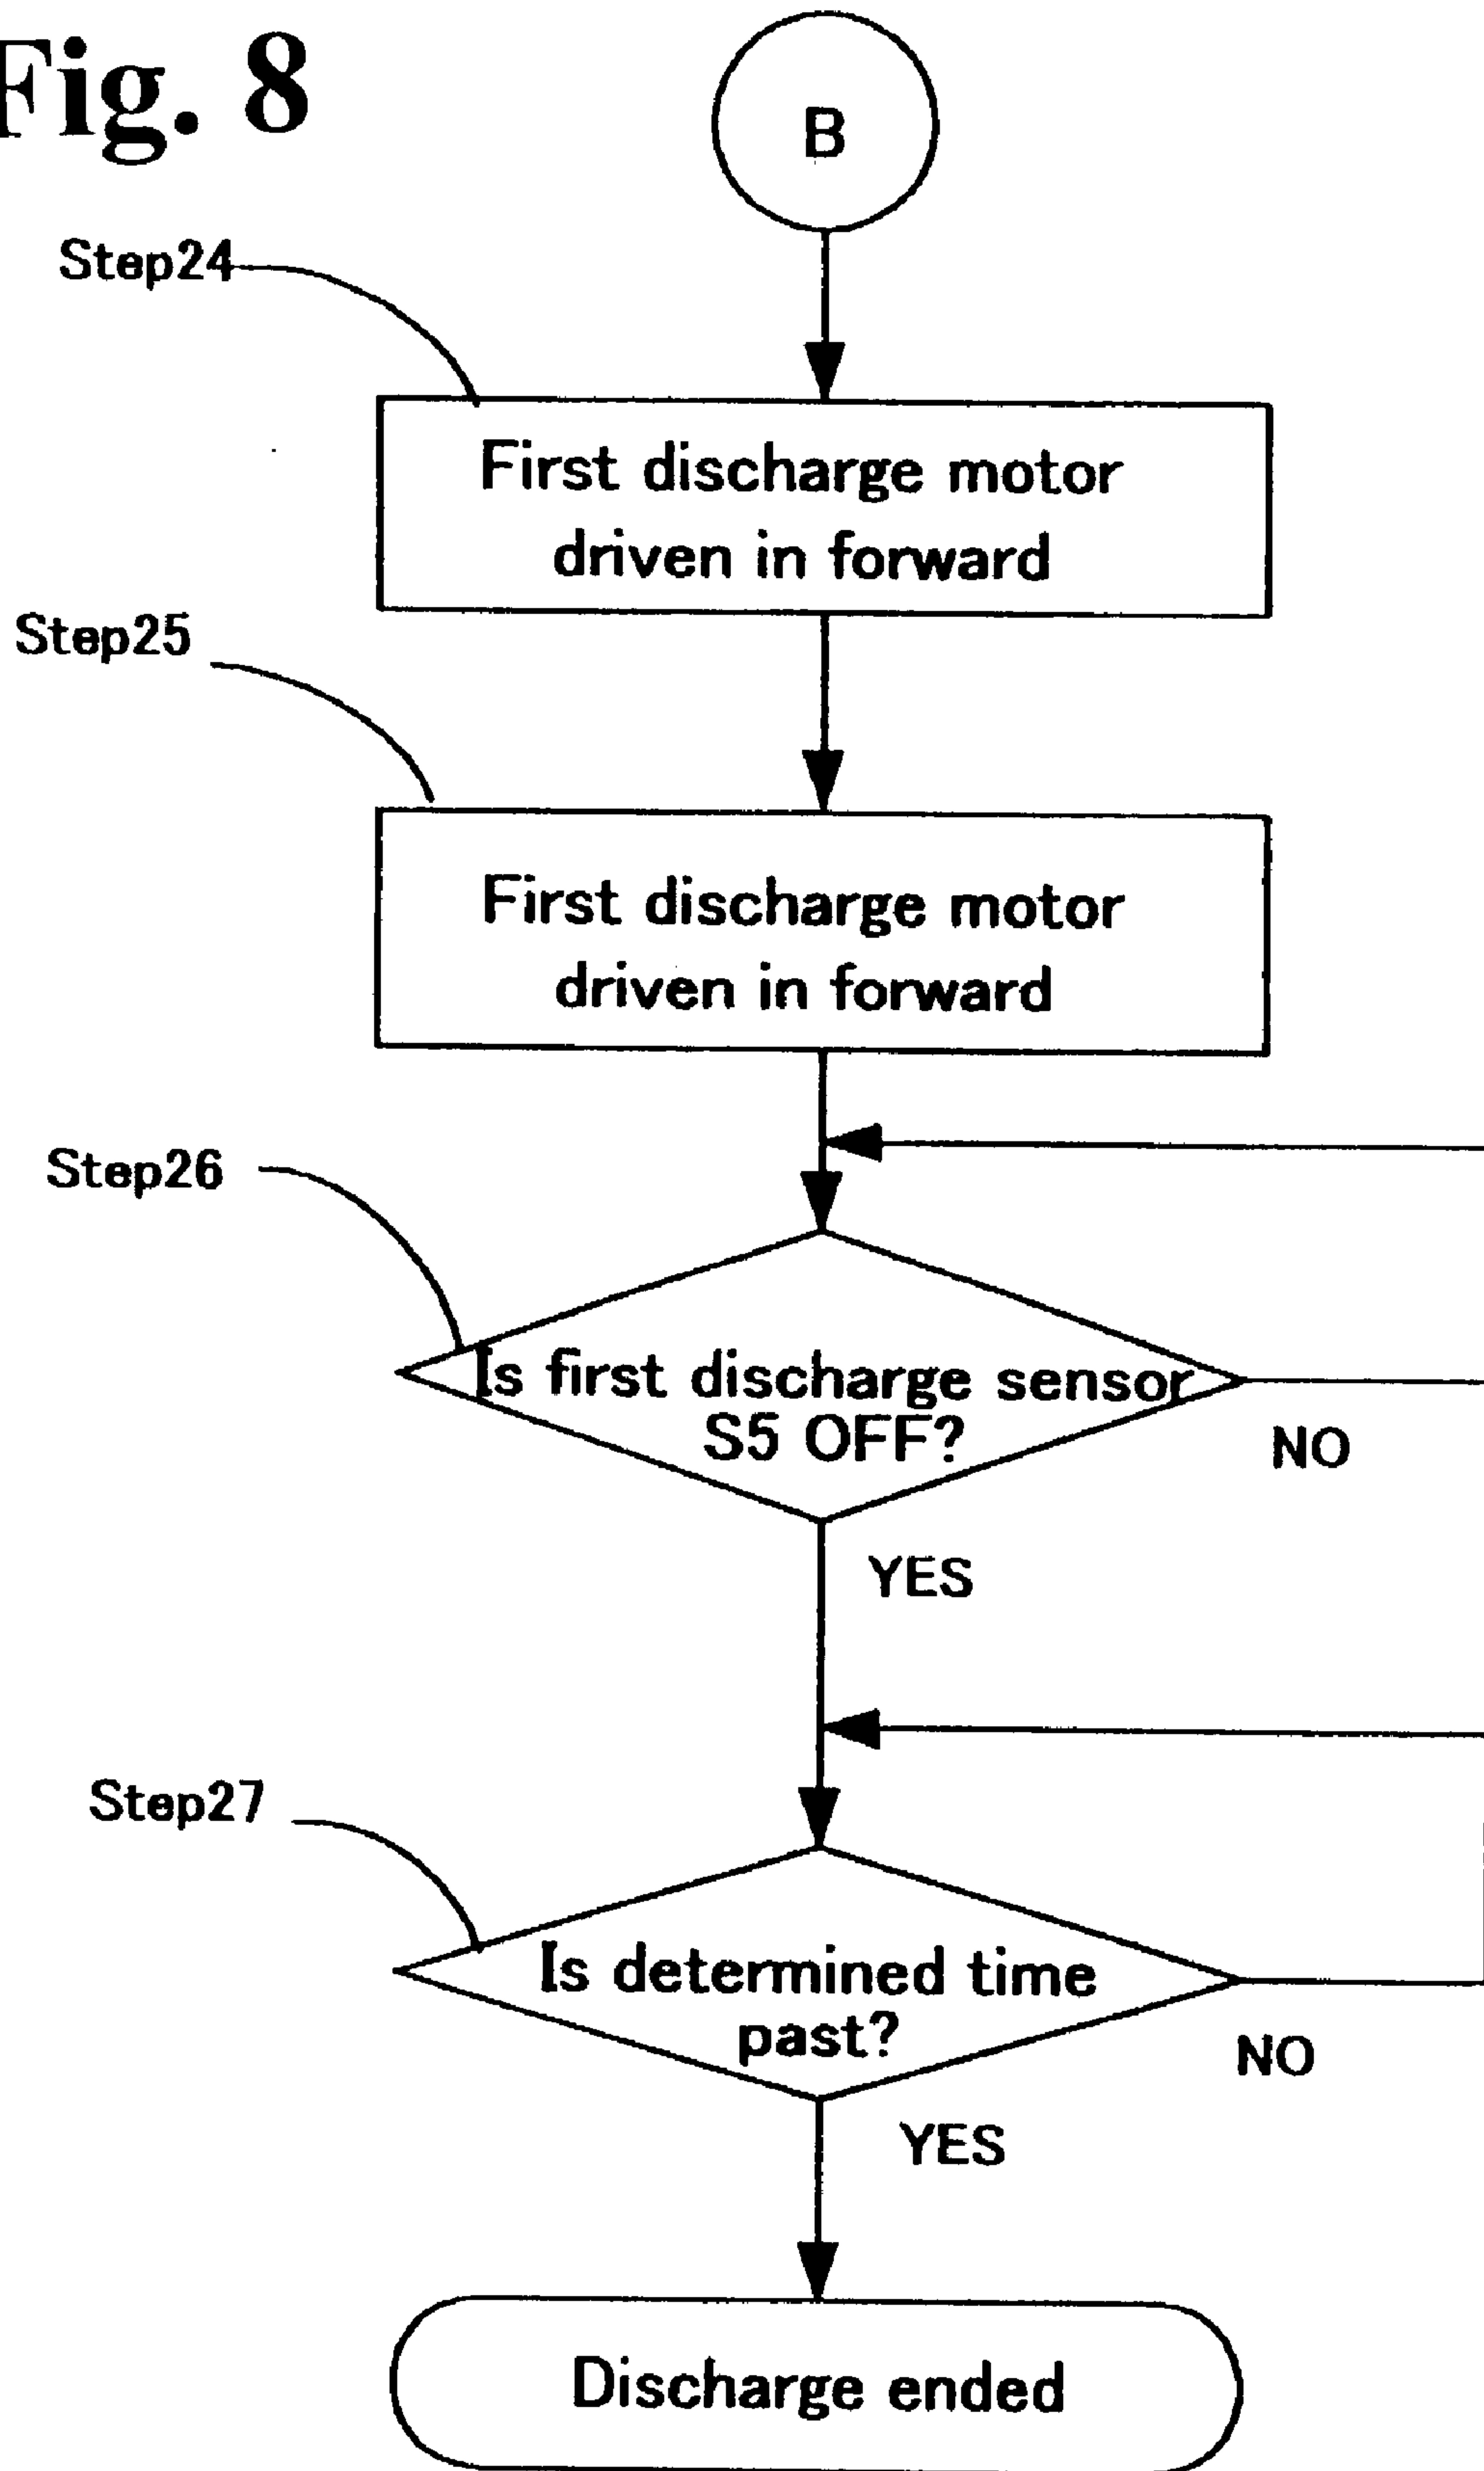 Fig. 8
B
Step24
First discharge motor
driven in forward
Step25
First discharge motor
driven in forward
Step26
Is first discharge sensor
S5 OFF?
NO
YES
Step27
Is determined time
past?
NO
YES
Discharge ended